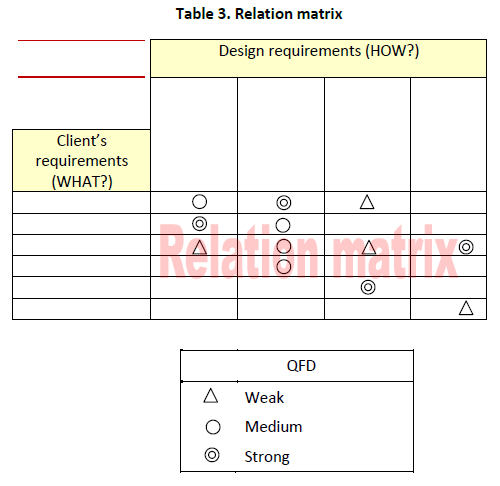 Table 3. Relation matrix
Design requirements (HOW?)
Client’s
requirements
(WHAT?)
Relation matrix
QFD
Weak
Medium
Strong